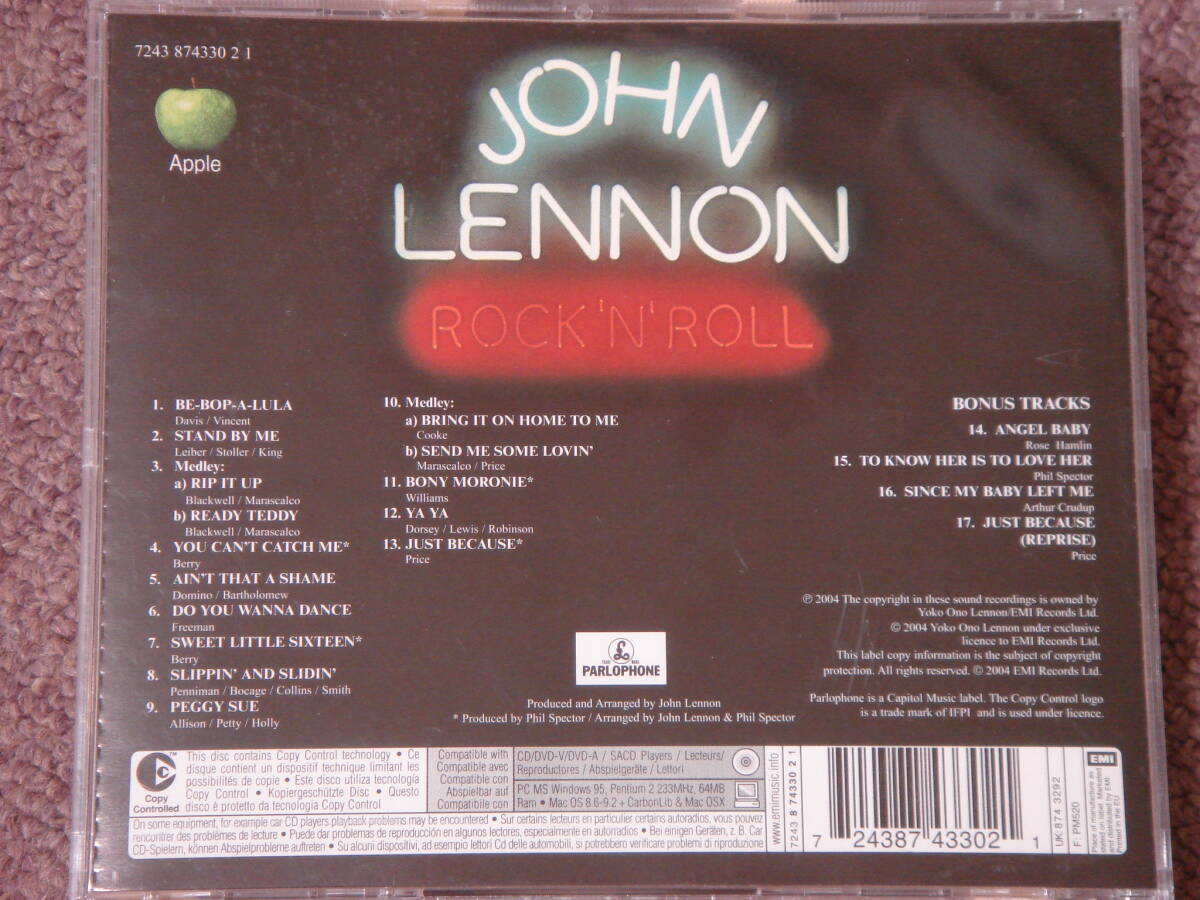 7243 874330 2 1
Apple
JOHN
LENNON
ROCK'N'ROLL
1. BE-BOP-A-LULA
Davis / Vincent
2. STAND BY ME
Leiber / Stoller / King
3. Medley:
a) RIP IT UP
Blackwell / Marascalco
b) READY TEDDY
Blackwell / Marascalco
4. YOU CAN'T CATCH ME*
Berry
5. AIN'T THAT A SHAME
Domino / Bartholomew
6. DO YOU WANNA DANCE
Freeman
7. SWEET LITTLE SIXTEEN*
Berry
8. SLIPPIN' AND SLIDIN'
Penniman / Bocage / Collins / Smith
9. PEGGY SUE
Allison / Petty / Holly
10. Medley:
a) BRING IT ON HOME TO ME
Cooke
b) SEND ME SOME LOVIN'
Marascalco / Price
11. BONY MORONIE*
Williams
12. YA YA
Dorsey / Lewis / Robinson
13. JUST BECAUSE*
Price
BONUS TRACKS
14. ANGEL BABY
Rose Hamlin
15. TO KNOW HER IS TO LOVE HER
Phil Spector
16. SINCE MY BABY LEFT ME
Arthur Crudup
17. JUST BECAUSE
(REPRISE)
Price
℗ 2004 The copyright in these sound recordings is owned by
Yoko Ono Lennon/EMI Records Ltd.
© 2004 Yoko Ono Lennon under exclusive
licence to EMI Records Ltd.
This label copy information is the subject of copyright
protection. All rights reserved. © 2004 EMI Records Ltd.
Parlophone is a Capitol Music label. The Copy Control logo
is a trade mark of IFPI and is used under licence.
PARLOPHONE
Produced and Arranged by John Lennon
* Produced by Phil Spector / Arranged by John Lennon & Phil Spector
TM
Copy
Controlled
This disc contains Copy Control technology • Ce
disque contient un dispositif technique limitant les
possibilités de copie • Este disco utiliza tecnología
Copy Control • Kopiergeschützte Disc • Questo
disco è protetto da tecnologia Copy Control
Compatible with
Compatible avec
Compatible con
Abspielbar auf
Compatibile con
CD/DVD-V/DVD-A / SACD Players / Lecteurs/
Reproductores / Abspielgeräte / Lettori
PC MS Windows 95, Pentium 2 233MHz, 64MB
Ram • Mac OS 8.6-9.2 + CarbonLib & Mac OSX
On some equipment, for example car CD players playback problems may be encountered • Sur certains lecteurs en particulier certains autoradios, vous pouvez
rencontrer des problèmes de lecture • Puede dar problemas de reproducción en algunos lectores, especialmente en autorradios • Bei einigen Geräten, z. B. Car
CD-Spielern, können Abspielprobleme auftreten • Su alcuni dispositivi, ad esempio lettori Cd delle automobili, si potrebbero verificare problemi di riproduzione
www.emimusic.info
7243 8 74330 2 1
7 24387 43302 1
UK:874 3292
F: PM520
EMI
Place of manufacture as
stated on label. Marketed
and distributed by EMI.
Printed in the EU.